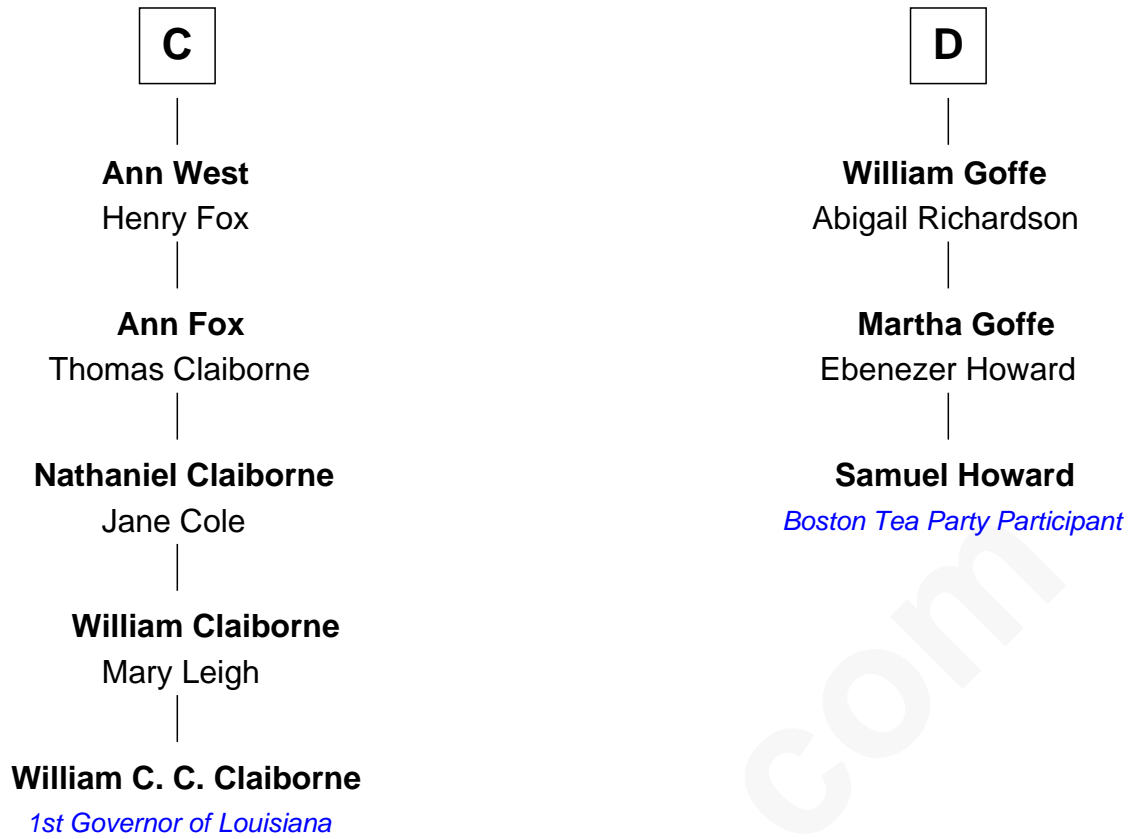 C
Ann West
Henry Fox
Ann Fox
Thomas Claiborne
Nathaniel Claiborne
Jane Cole
William Claiborne
Mary Leigh
William C. C. Claiborne
1st Governor of Louisiana
D
William Goffe
Abigail Richardson
Martha Goffe
Ebenezer Howard
Samuel Howard
Boston Tea Party Participant
com